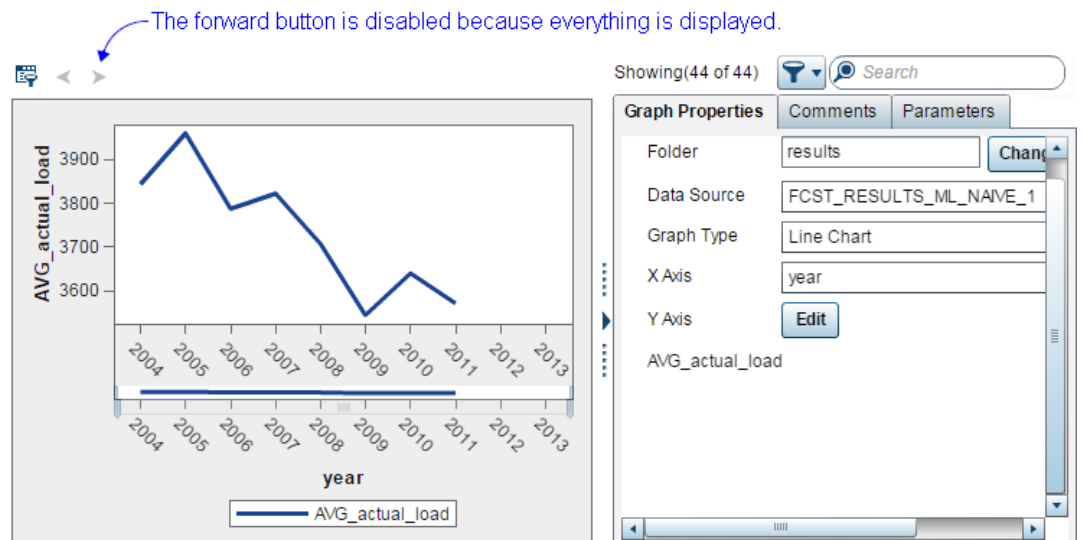 The forward button is disabled because everything is displayed.
Showing(44 of 44)
Search
Graph Properties
Comments
Parameters
Folder
results
Chang
Data Source
FCST_RESULTS_ML_NAIVE_1
Graph Type
Line Chart
X Axis
year
Y Axis
Edit
AVG_actual_load
AVG_actual_load
3900
3800
3700
3600
2004 2005 2006 2007 2008 2009 2010 2011 2012 2013
2004 2005 2006 2007 2008 2009 2010 2011 2012 2013
year
AVG_actual_load